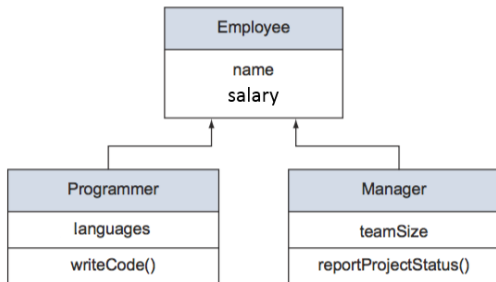 Employee
name
salary
Programmer
languages
writeCode()
Manager
teamSize
reportProjectStatus()